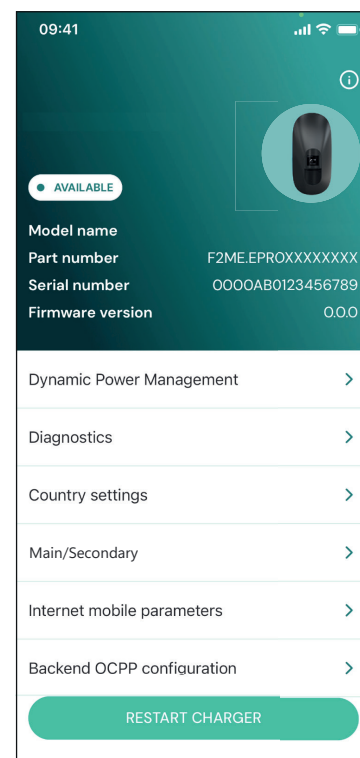 09:41
AVAILABLE
Model name
Part number F2ME.EPROXXXXXXXX
Serial number 0000AB0123456789
Firmware version 0.0.0
Dynamic Power Management
Diagnostics
Country settings
Main/Secondary
Internet mobile parameters
Backend OCPP configuration
RESTART CHARGER